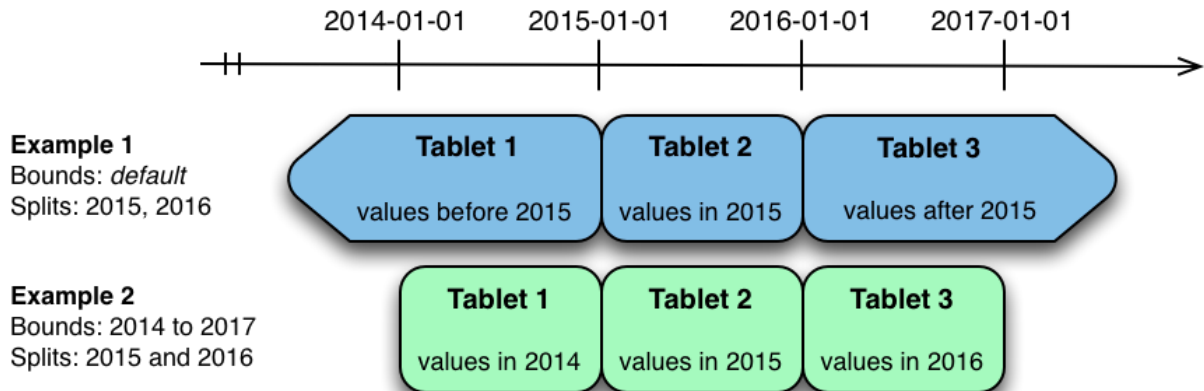 2014-01-01 2015-01-01 2016-01-01 2017-01-01
Example 1
Bounds: default
Splits: 2015, 2016
Tablet 1
values before 2015
Tablet 2
values in 2015
Tablet 3
values after 2015
Example 2
Bounds: 2014 to 2017
Splits: 2015 and 2016
Tablet 1
values in 2014
Tablet 2
values in 2015
Tablet 3
values in 2016